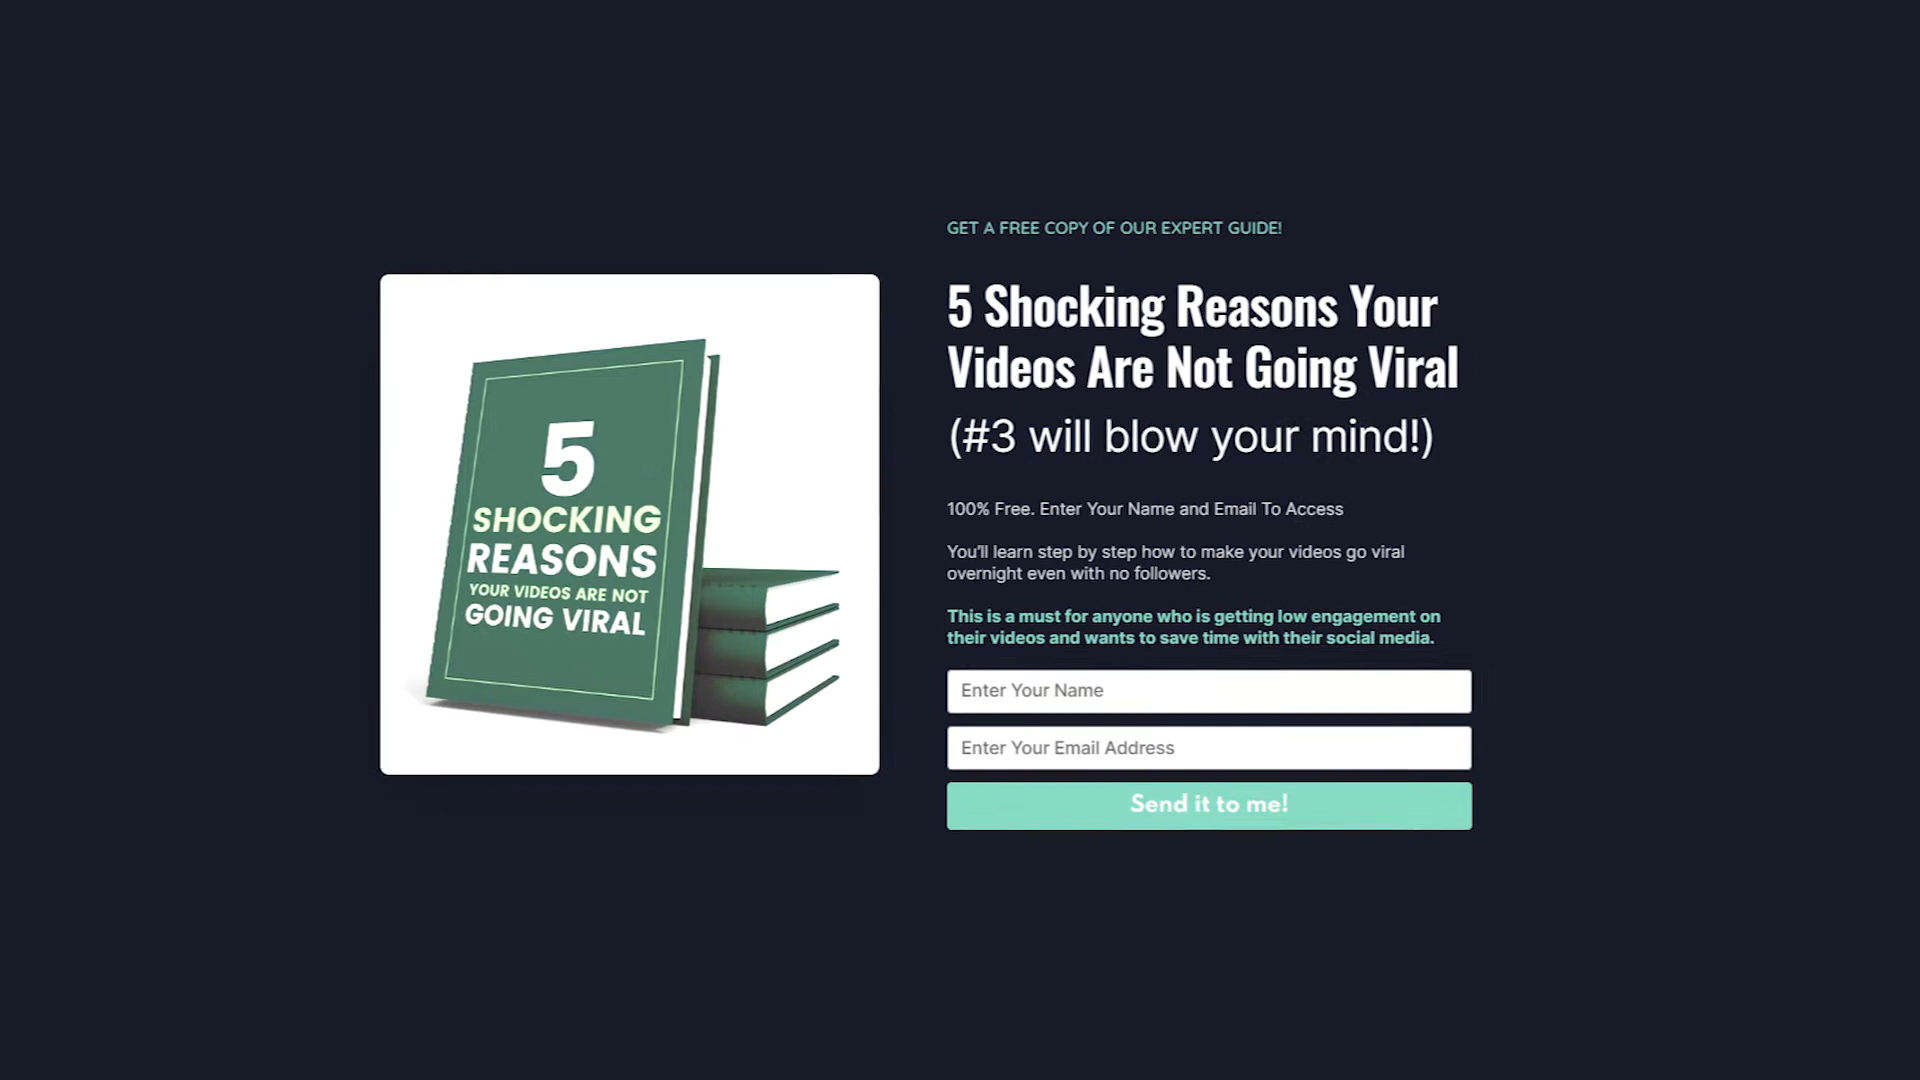 GET A FREE COPY OF OUR EXPERT GUIDE!
5 Shocking Reasons Your
Videos Are Not Going Viral
(#3 will blow your mind!)
100% Free. Enter Your Name and Email To Access
You'll learn step by step how to make your videos go viral
overnight even with no followers.
This is a must for anyone who is getting low engagement on
their videos and wants to save time with their social media.
Enter Your Name
Enter Your Email Address
Send it to me!
5
SHOCKING
REASONS
YOUR VIDEOS ARE NOT
GOING VIRAL